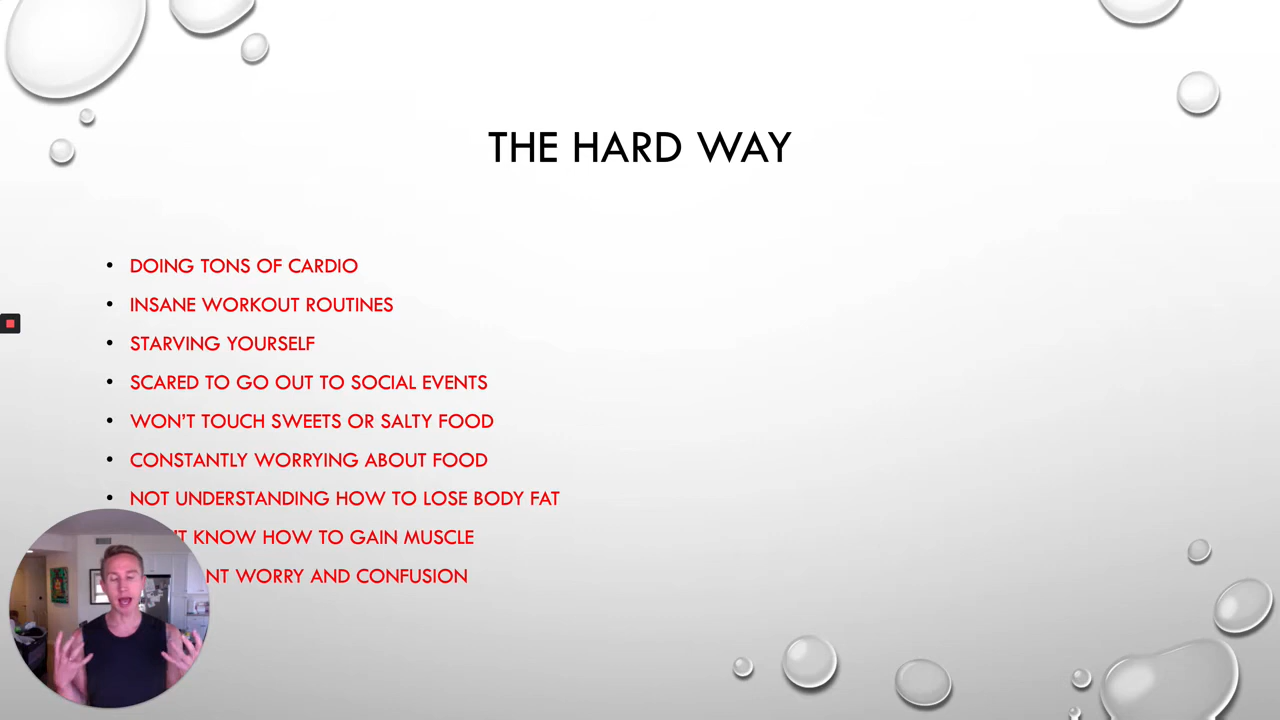 THE HARD WAY
• DOING TONS OF CARDIO
• INSANE WORKOUT ROUTINES
• STARVING YOURSELF
• SCARED TO GO OUT TO SOCIAL EVENTS
• WON'T TOUCH SWEETS OR SALTY FOOD
• CONSTANTLY WORRYING ABOUT FOOD
• NOT UNDERSTANDING HOW TO LOSE BODY FAT
KNOW HOW TO GAIN MUSCLE
WORRY AND CONFUSION